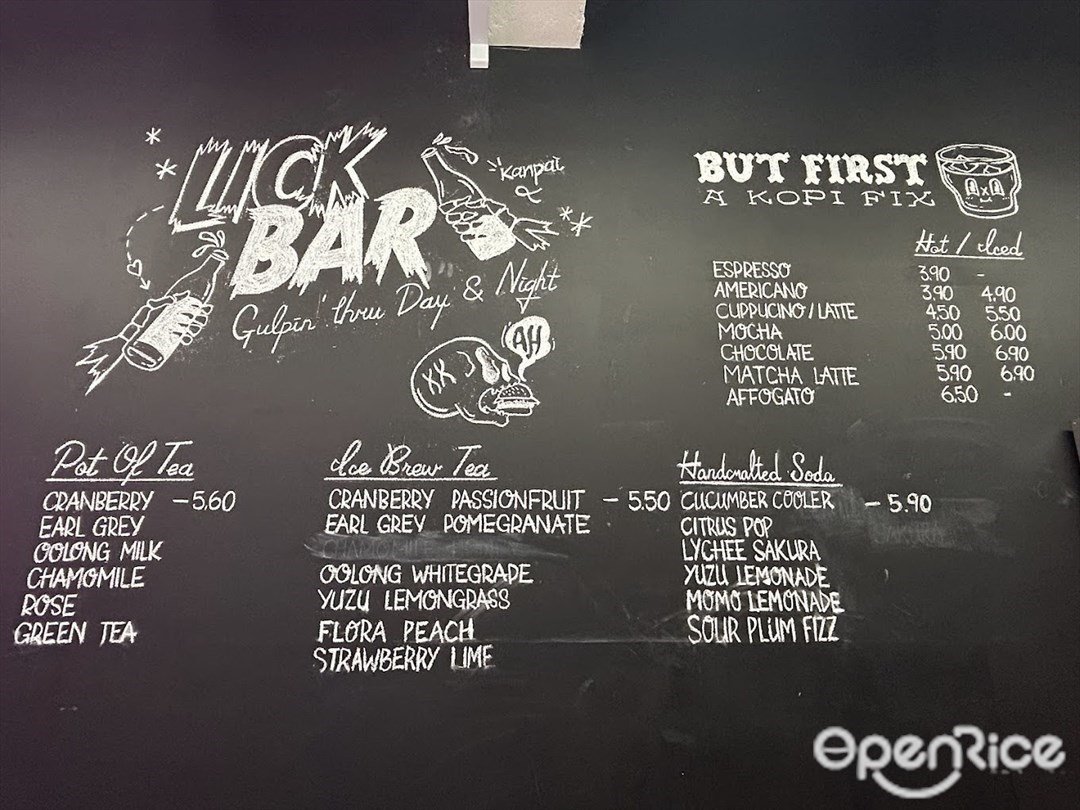 LICK
BAR
Kanpai
Gulpin' thru Day & Night
AH
XX
BUT FIRST
A KOPI FIX
Hot / Iced
ESPRESSO 3.90 -
AMERICANO 3.90 4.90
CUPPUCINO/LATTE 4.50 5.50
MOCHA 5.00 6.00
CHOCOLATE 5.90 6.90
MATCHA LATTE 5.90 6.90
AFFOGATO 6.50 -
Pot Of Tea
CRANBERRY - 5.60
EARL GREY
OOLONG MILK
CHAMOMILE
ROSE
GREEN TEA
Ice Brew Tea
CRANBERRY PASSIONFRUIT - 5.50
EARL GREY POMEGRANATE
OOLONG WHITEGRAPE
YUZU LEMONGRASS
FLORA PEACH
STRAWBERRY LIME
Handcrafted Soda
CUCUMBER COOLER - 5.90
CITRUS POP
LYCHEE SAKURA
YUZU LEMONADE
MOMO LEMONADE
SOUR PLUM FIZZ
OpenRice